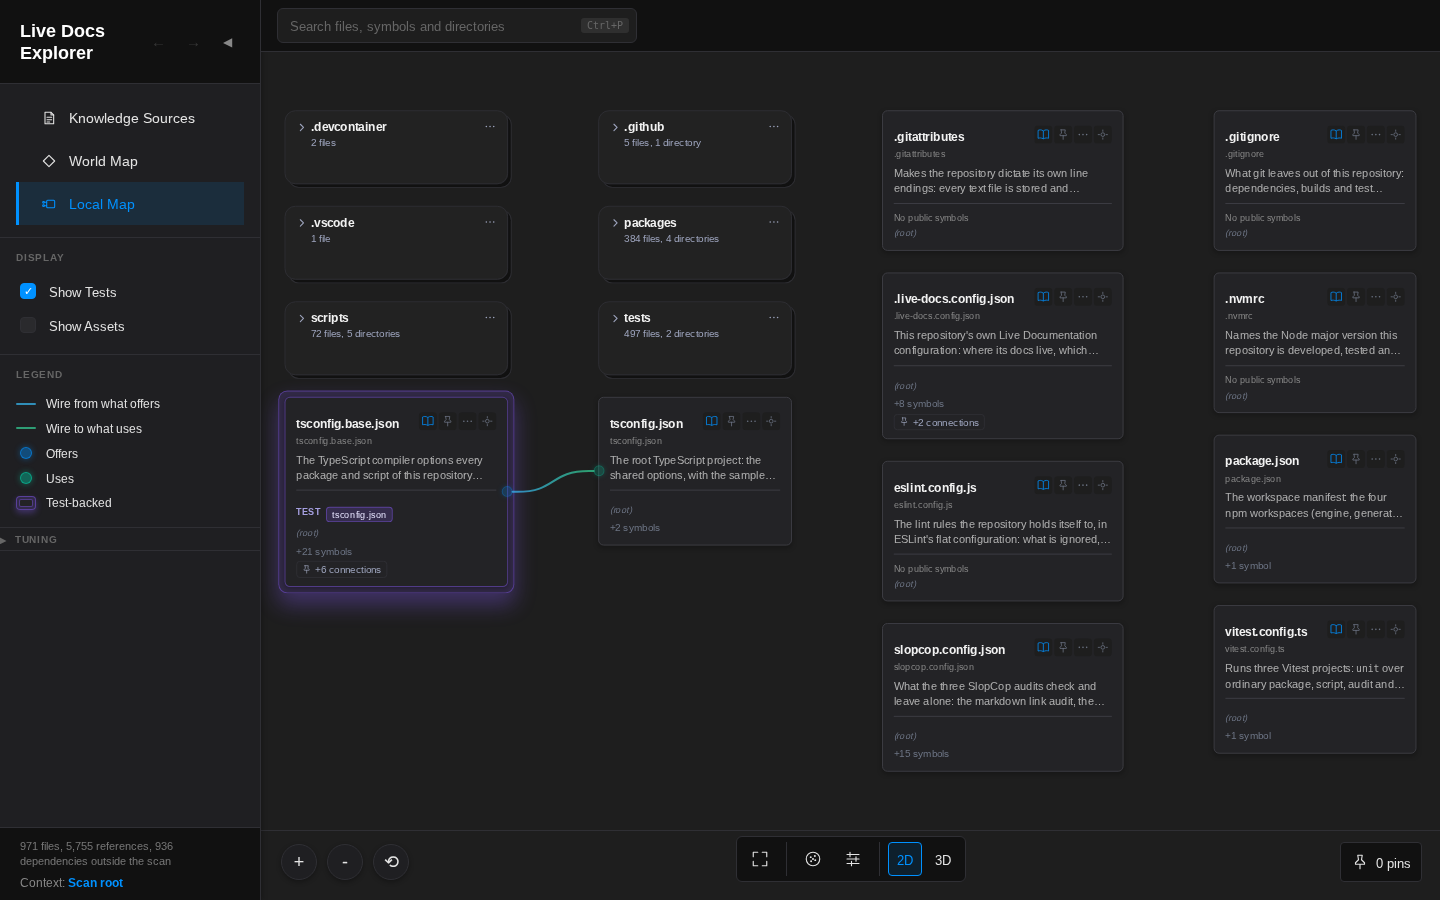 Live Docs
Explorer
← → ◀
Knowledge Sources
World Map
Local Map
DISPLAY
Show Tests
Show Assets
LEGEND
Wire from what offers
Wire to what uses
Offers
Uses
Test-backed
TUNING
971 files, 5,755 references, 936
dependencies outside the scan
Context: Scan root
Search files, symbols and directories
Ctrl+P
.devcontainer
2 files
.github
5 files, 1 directory
.vscode
1 file
packages
384 files, 4 directories
scripts
72 files, 5 directories
tests
497 files, 2 directories
tsconfig.base.json
tsconfig.base.json
The TypeScript compiler options every
package and script of this repository…
TEST tsconfig.json
(root)
+21 symbols
+6 connections
tsconfig.json
tsconfig.json
The root TypeScript project: the
shared options, with the sample…
(root)
+2 symbols
.gitattributes
.gitattributes
Makes the repository dictate its own line
endings: every text file is stored and…
No public symbols
(root)
.live-docs.config.json
.live-docs.config.json
This repository's own Live Documentation
configuration: where its docs live, which…
(root)
+8 symbols
+2 connections
eslint.config.js
eslint.config.js
The lint rules the repository holds itself to, in
ESLint's flat configuration: what is ignored,…
No public symbols
(root)
slopcop.config.json
slopcop.config.json
What the three SlopCop audits check and
leave alone: the markdown link audit, the…
(root)
+15 symbols
.gitignore
.gitignore
What git leaves out of this repository:
dependencies, builds and test…
No public symbols
(root)
.nvmrc
.nvmrc
Names the Node major version this
repository is developed, tested an…
No public symbols
(root)
package.json
package.json
The workspace manifest: the four
npm workspaces (engine, generat…
(root)
+1 symbol
vitest.config.ts
vitest.config.ts
Runs three Vitest projects: unit over
ordinary package, script, audit and…
(root)
+1 symbol
+ - ⟲
2D 3D
0 pins